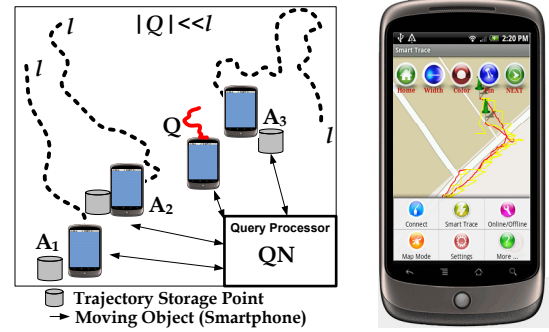 |Q|<<l
l
l
l
Q
A3
A2
A1
Query Processor
QN
Trajectory Storage Point
Moving Object (Smartphone)
2:20 PM
Smart Trace
Home Width Color Pin NEXT
Connect Smart Trace Online/Offline
Map Mode Settings More ...